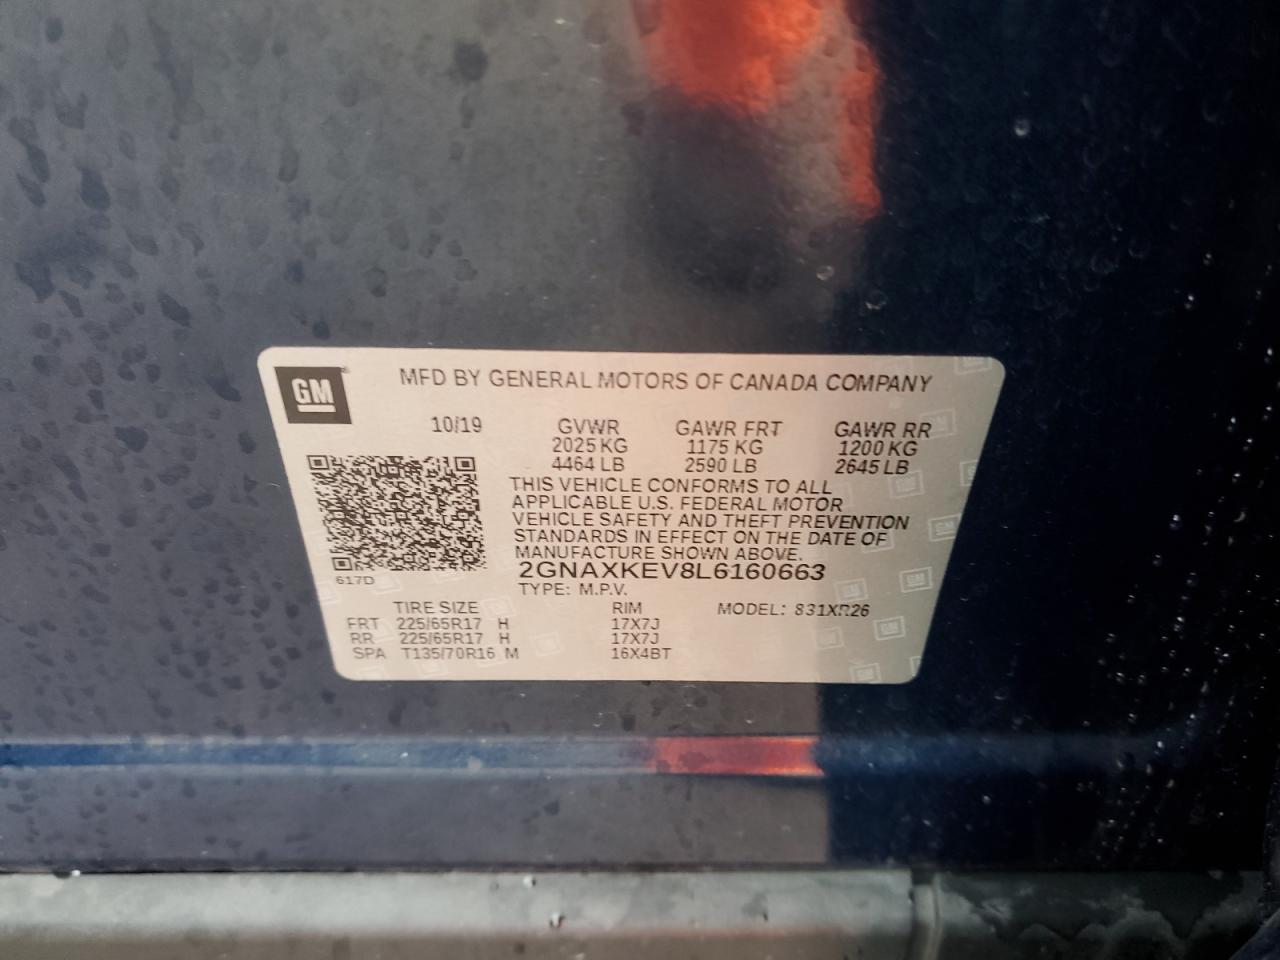 GM
MFD BY GENERAL MOTORS OF CANADA COMPANY
10/19 GVWR GAWR FRT GAWR RR
2025 KG 1175 KG 1200 KG
4464 LB 2590 LB 2645 LB
THIS VEHICLE CONFORMS TO ALL
APPLICABLE U.S. FEDERAL MOTOR
VEHICLE SAFETY AND THEFT PREVENTION
STANDARDS IN EFFECT ON THE DATE OF
MANUFACTURE SHOWN ABOVE.
617D 2GNAXKEV8L6160663
TYPE: M.P.V.
TIRE SIZE RIM MODEL: 831XR26
FRT 225/65R17 H 17X7J
RR 225/65R17 H 17X7J
SPA T135/70R16 M 16X4BT